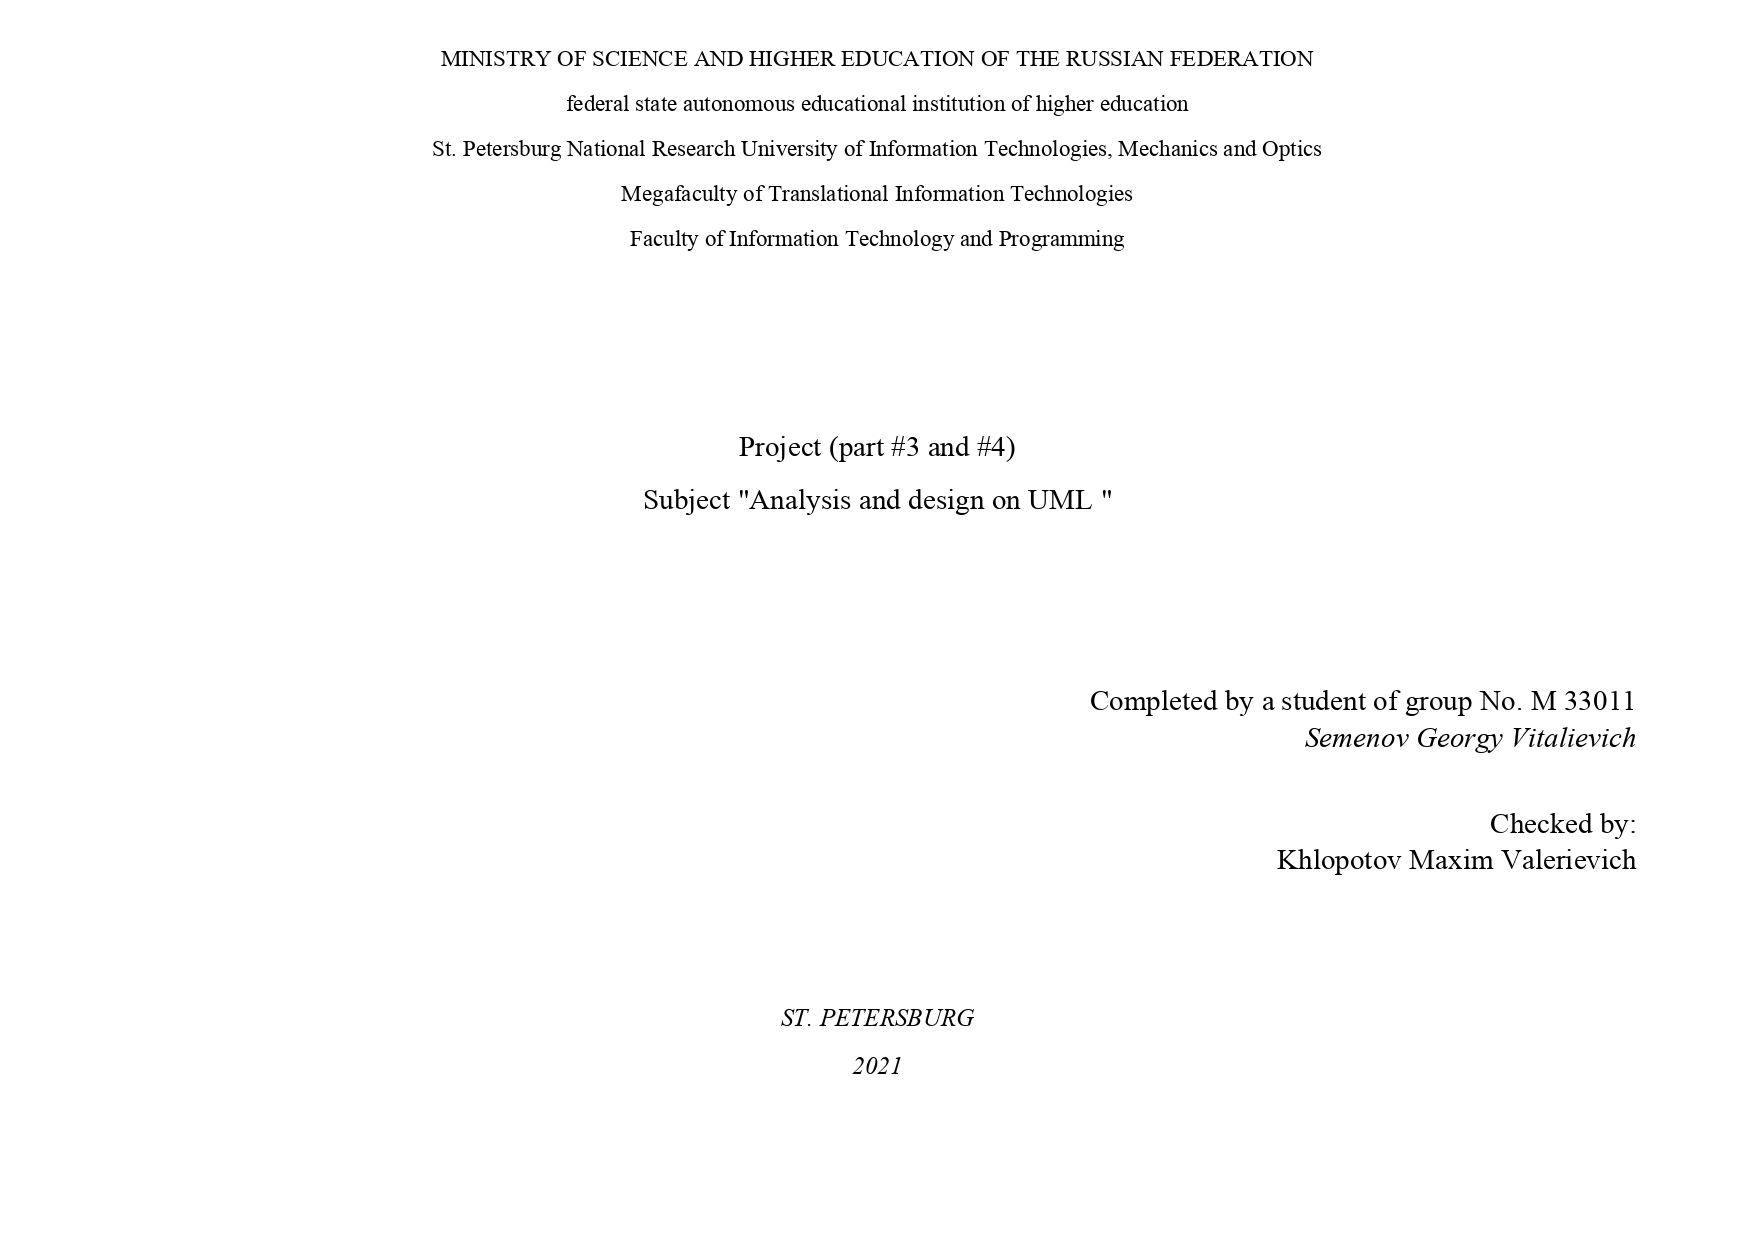 MINISTRY OF SCIENCE AND HIGHER EDUCATION OF THE RUSSIAN FEDERATION
federal state autonomous educational institution of higher education
St. Petersburg National Research University of Information Technologies, Mechanics and Optics
Megafaculty of Translational Information Technologies
Faculty of Information Technology and Programming
Project (part #3 and #4)
Subject "Analysis and design on UML "
Completed by a student of group No. M 33011
Semenov Georgy Vitalievich
Checked by:
Khlopotov Maxim Valerievich
ST. PETERSBURG
2021